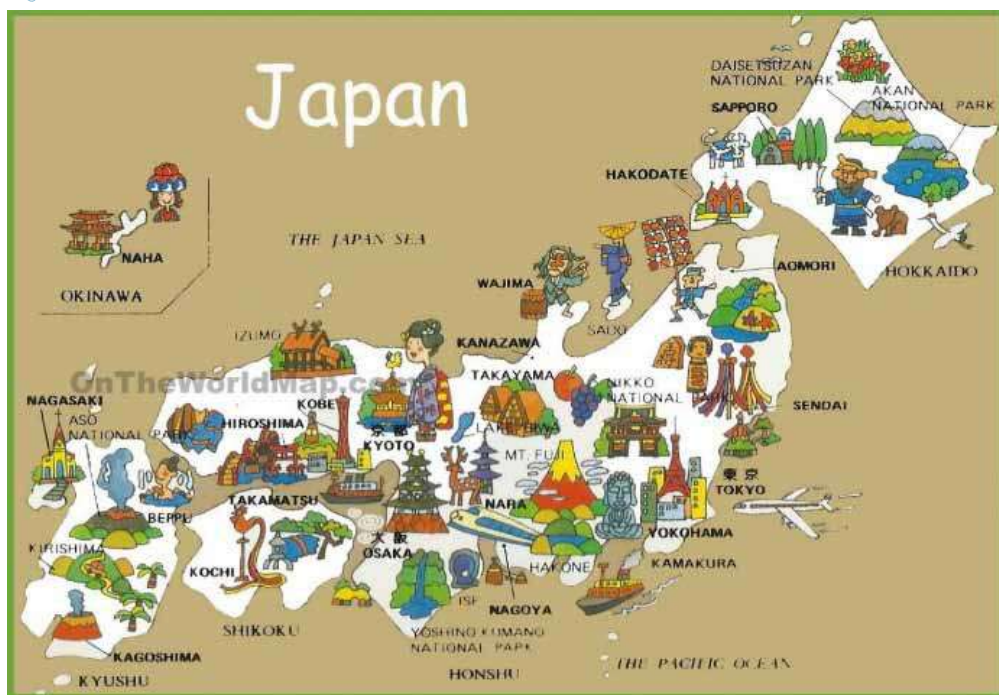 Japan
DAISETSUZAN
NATIONAL PARK
AKAN
NATIONAL PARK
SAPPORO
HAKODATE
HOKKAIDO
NAHA
OKINAWA
THE JAPAN SEA
WAJIMA
SADO
AOMORI
IZUMO
KANAZAWA
TAKAYAMA
NIKKO
NATIONAL PARK
SENDAI
OnTheWorldMap.com
NAGASAKI
ASO
NATIONAL PARK
HIROSHIMA
KOBE
京都
KYOTO
LAKE BIWA
MT. FUJI
東京
TOKYO
BEPPU
TAKAMATSU
NARA
YOKOHAMA
大阪
OSAKA
KIRISHIMA
KOCHI
HAKONE
KAMAKURA
ISE
NAGOYA
SHIKOKU
YOSHINO KUMANO
NATIONAL PARK
KAGOSHIMA
KYUSHU
HONSHU
THE PACIFIC OCEAN